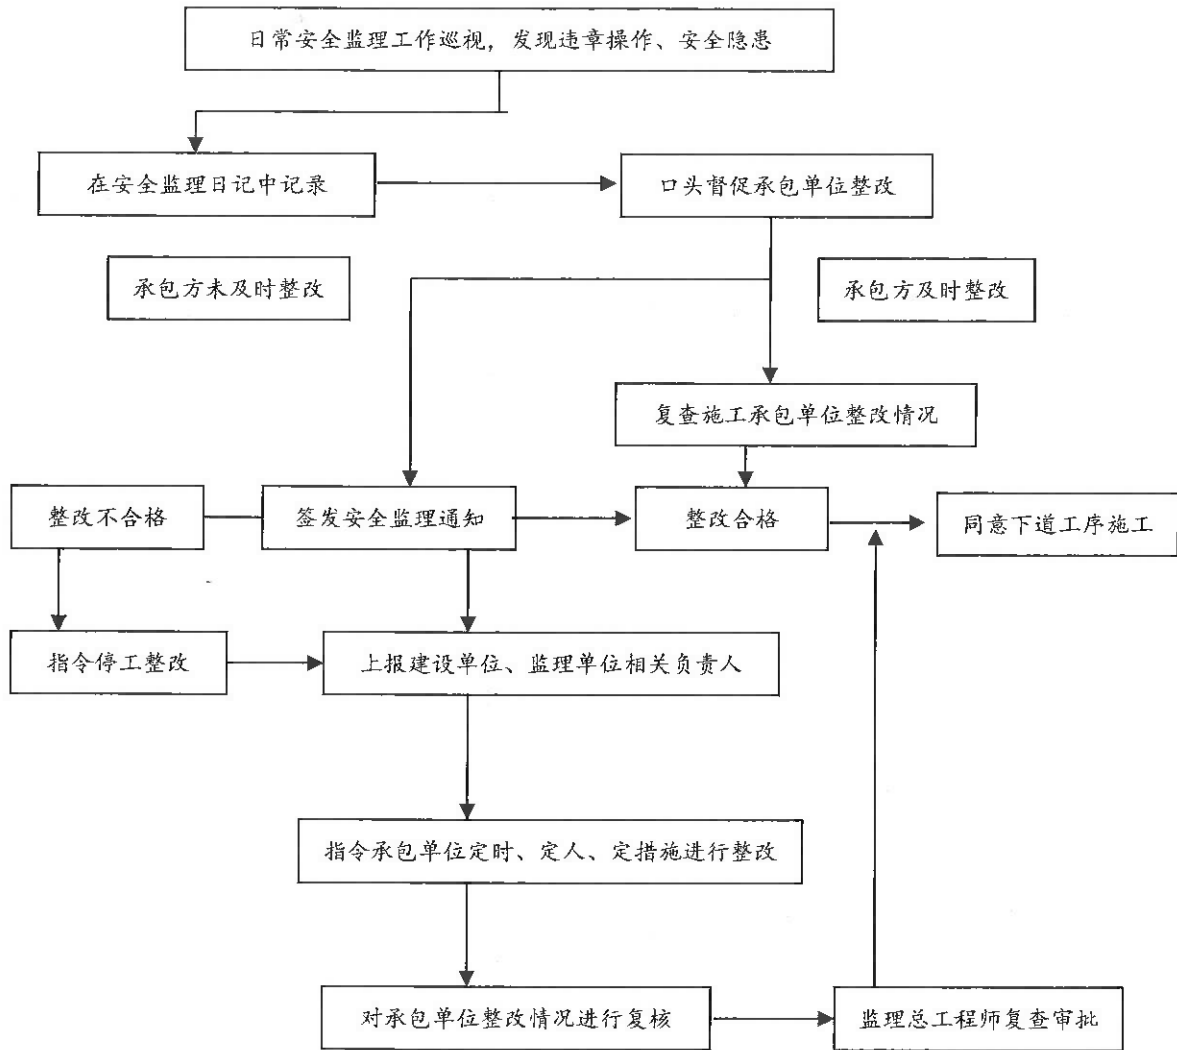 日常安全监理工作巡视，发现违章操作、安全隐患
在安全监理日记中记录
口头督促承包单位整改
承包方未及时整改
承包方及时整改
复查施工承包单位整改情况
整改不合格
签发安全监理通知
整改合格
同意下道工序施工
指令停工整改
上报建设单位、监理单位相关负责人
指令承包单位定时、定人、定措施进行整改
对承包单位整改情况进行复核
监理总工程师复查审批